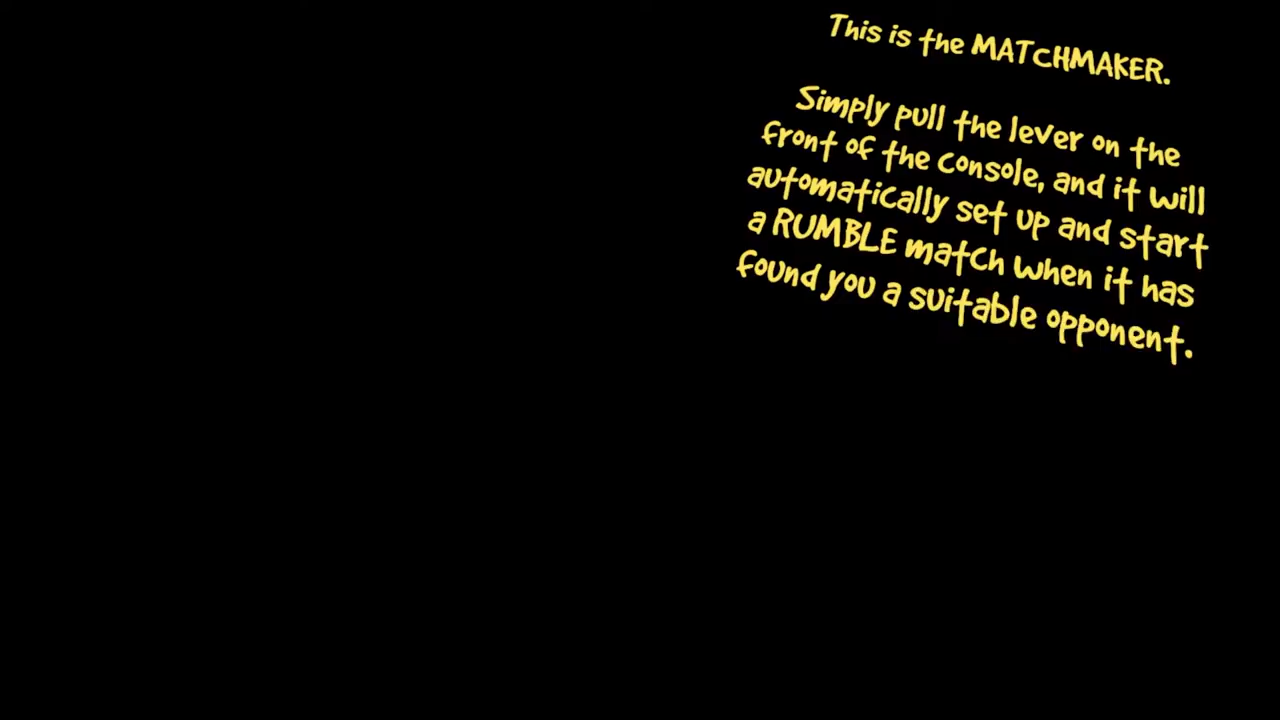 This is the MATCHMAKER.
Simply pull the lever on the
front of the console, and it will
automatically set up and start
a RUMBLE match when it has
found you a suitable opponent.